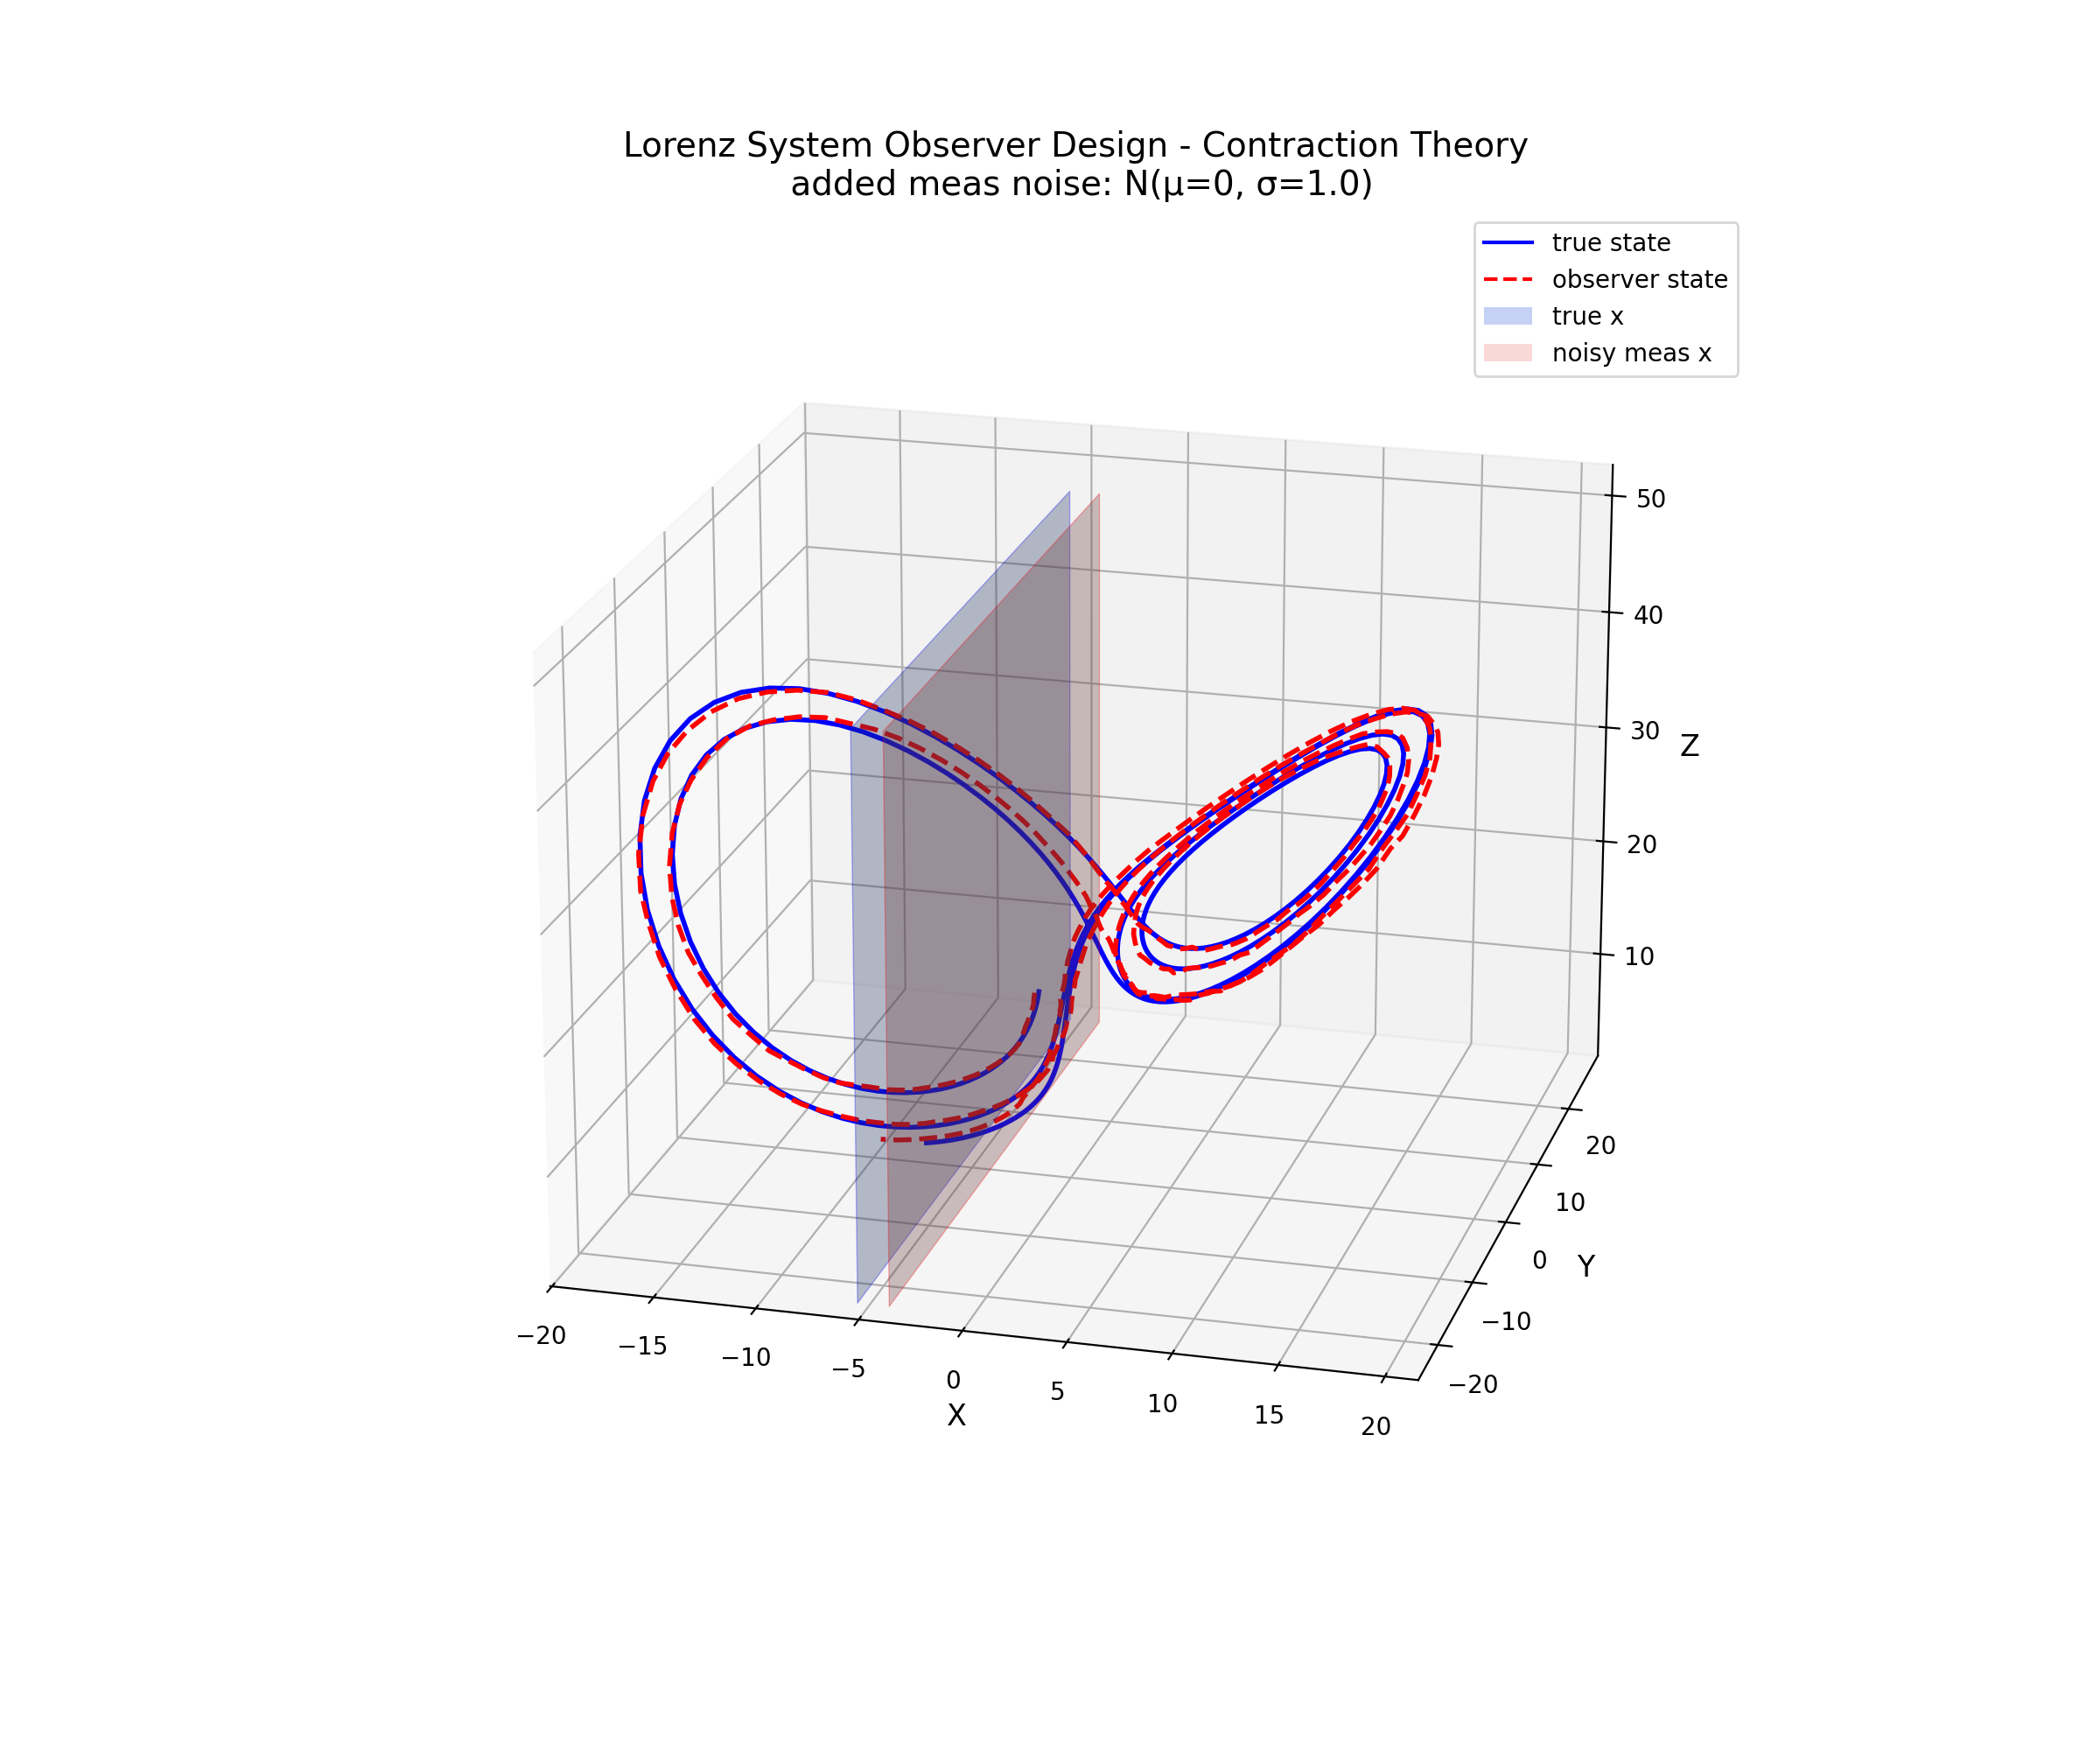 Lorenz System Observer Design - Contraction Theory
added meas noise: N(μ=0, σ=1.0)
true state
observer state
true x
noisy meas x
50
40
30
Z
20
10
20
10
0
Y
−10
−20
−20
−15
−10
−5
0
5
10
15
20
X